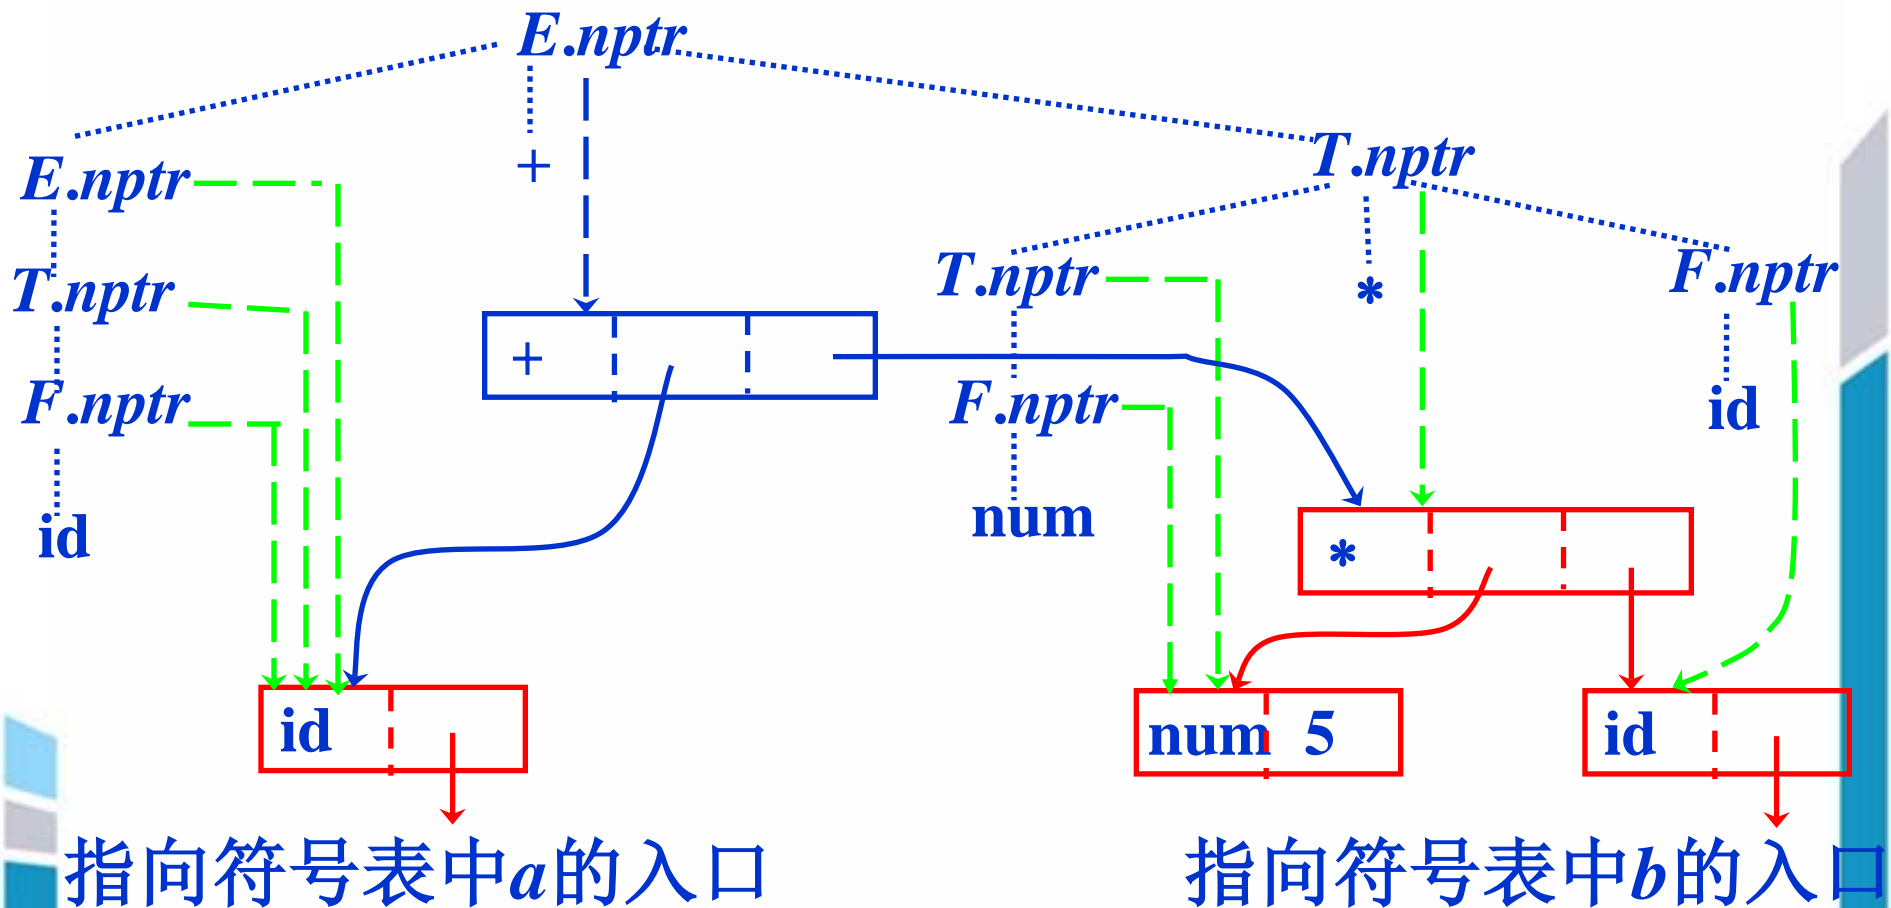 E.nptr
+
T.nptr
E.nptr
T.nptr
*
F.nptr
T.nptr
+
F.nptr
F.nptr
id
id
num
*
id
num 5
id
指向符号表中a的入口
指向符号表中b的入口